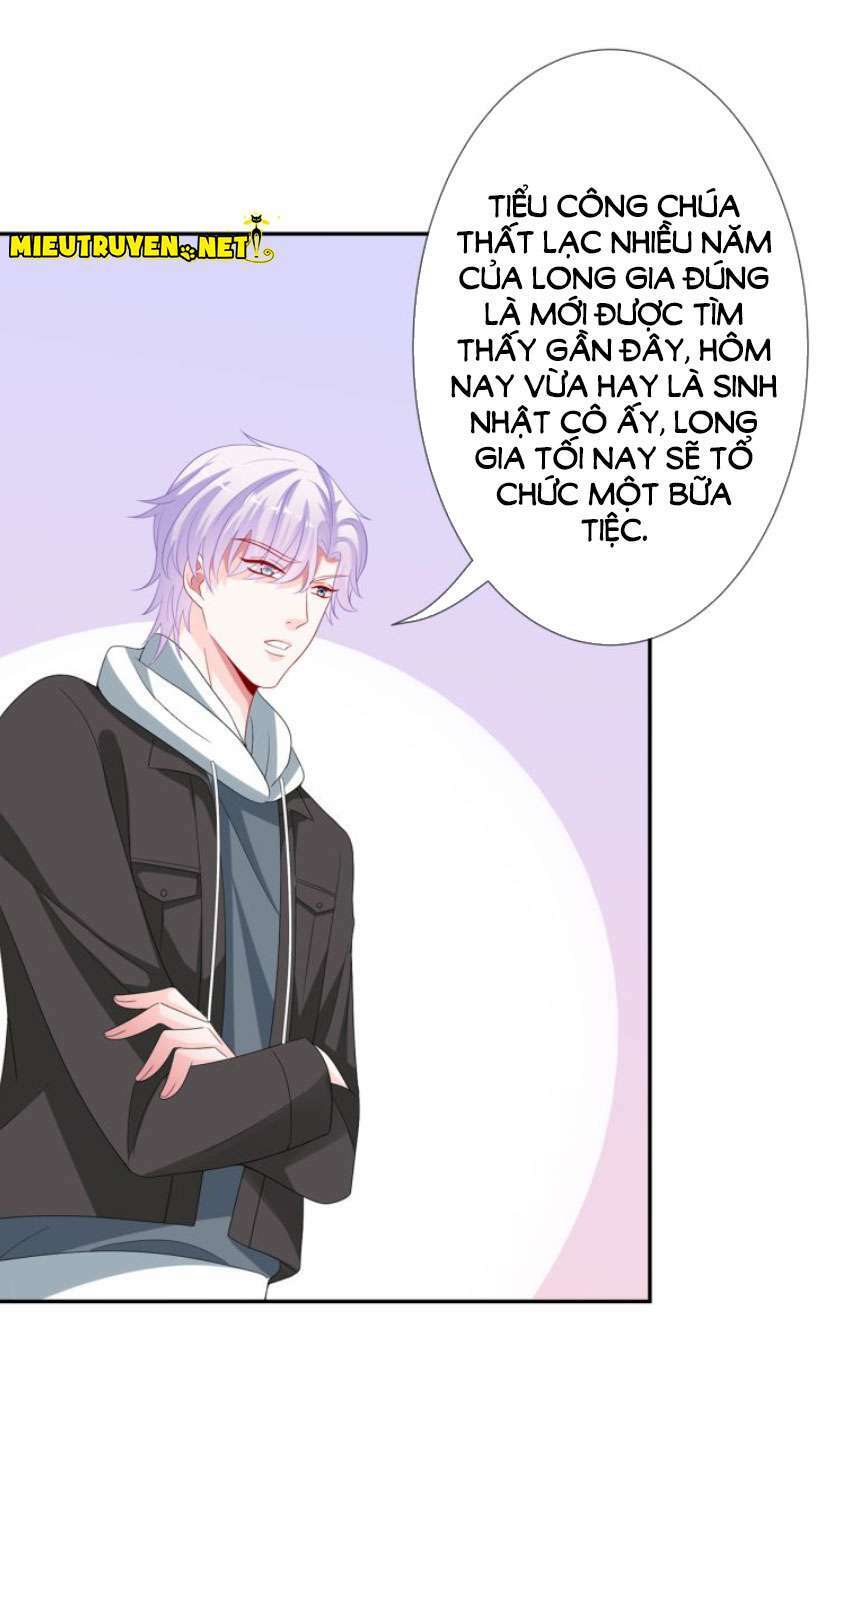 TIỂU CÔNG CHÚA
THẤT LẠC NHIỀU NĂM
CỦA LONG GIA ĐÚNG
LÀ MỚI ĐƯỢC TÌM
THẤY GẦN ĐÂY, HÔM
NAY VỪA HAY LÀ SINH
NHẬT CÔ ẤY, LONG
GIA TỐI NAY SẼ TỔ
CHỨC MỘT BỮA
TIỆC.
MIEUTRUYEN.NET